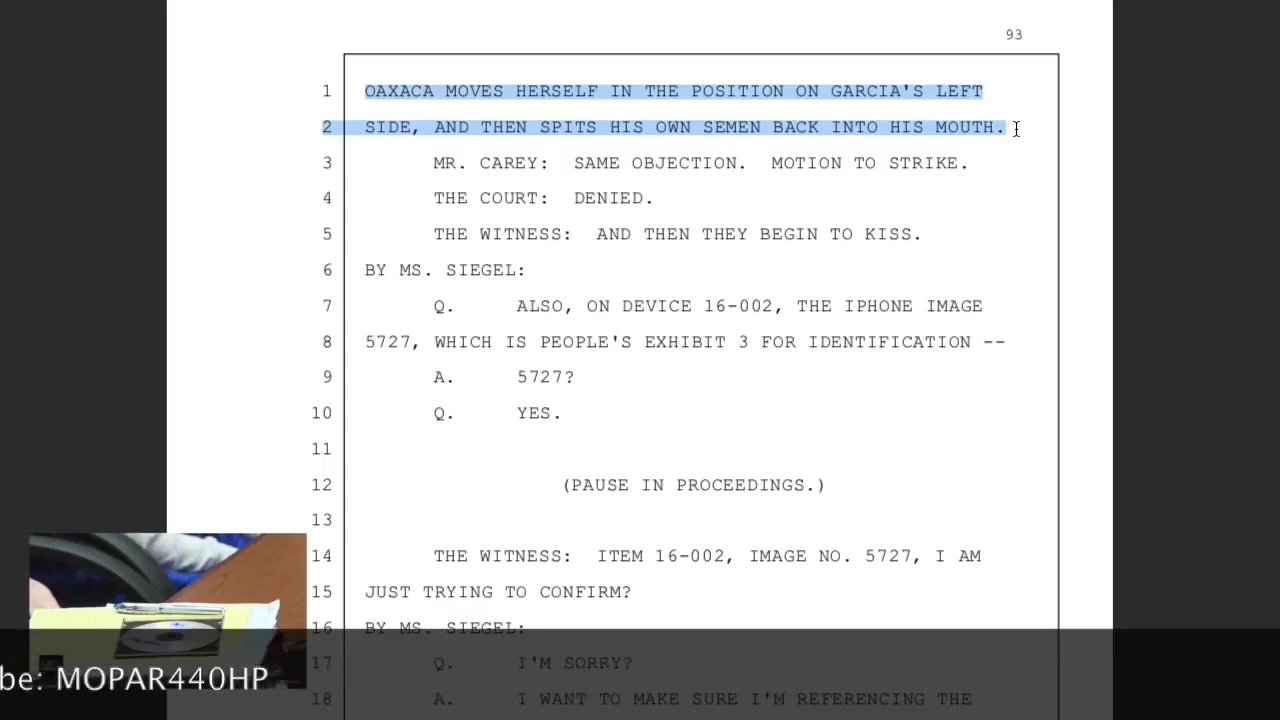 93
1 OAXACA MOVES HERSELF IN THE POSITION ON GARCIA'S LEFT
2 SIDE, AND THEN SPITS HIS OWN SEMEN BACK INTO HIS MOUTH.
3 MR. CAREY: SAME OBJECTION. MOTION TO STRIKE.
4 THE COURT: DENIED.
5 THE WITNESS: AND THEN THEY BEGIN TO KISS.
6 BY MS. SIEGEL:
7 Q. ALSO, ON DEVICE 16-002, THE IPHONE IMAGE
8 5727, WHICH IS PEOPLE'S EXHIBIT 3 FOR IDENTIFICATION --
9 A. 5727?
10 Q. YES.
11
12 (PAUSE IN PROCEEDINGS.)
13
14 THE WITNESS: ITEM 16-002, IMAGE NO. 5727, I AM
15 JUST TRYING TO CONFIRM?
16 BY MS. SIEGEL:
17 Q. I'M SORRY?
18 A. I WANT TO MAKE SURE I'M REFERENCING THE
be: MOPAR440HP